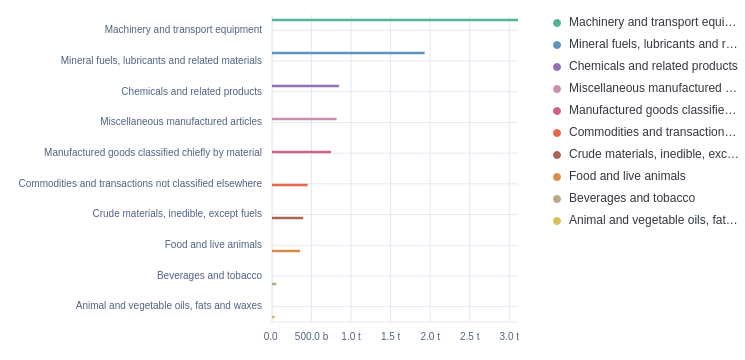 Machinery and transport equipment
Mineral fuels, lubricants and related materials
Chemicals and related products
Miscellaneous manufactured articles
Manufactured goods classified chiefly by material
Commodities and transactions not classified elsewhere
Crude materials, inedible, except fuels
Food and live animals
Beverages and tobacco
Animal and vegetable oils, fats and waxes
0.0 500.0 b 1.0 t 1.5 t 2.0 t 2.5 t 3.0 t
Machinery and transport equi...
Mineral fuels, lubricants and r...
Chemicals and related products
Miscellaneous manufactured ...
Manufactured goods classifie...
Commodities and transaction...
Crude materials, inedible, exc...
Food and live animals
Beverages and tobacco
Animal and vegetable oils, fat...